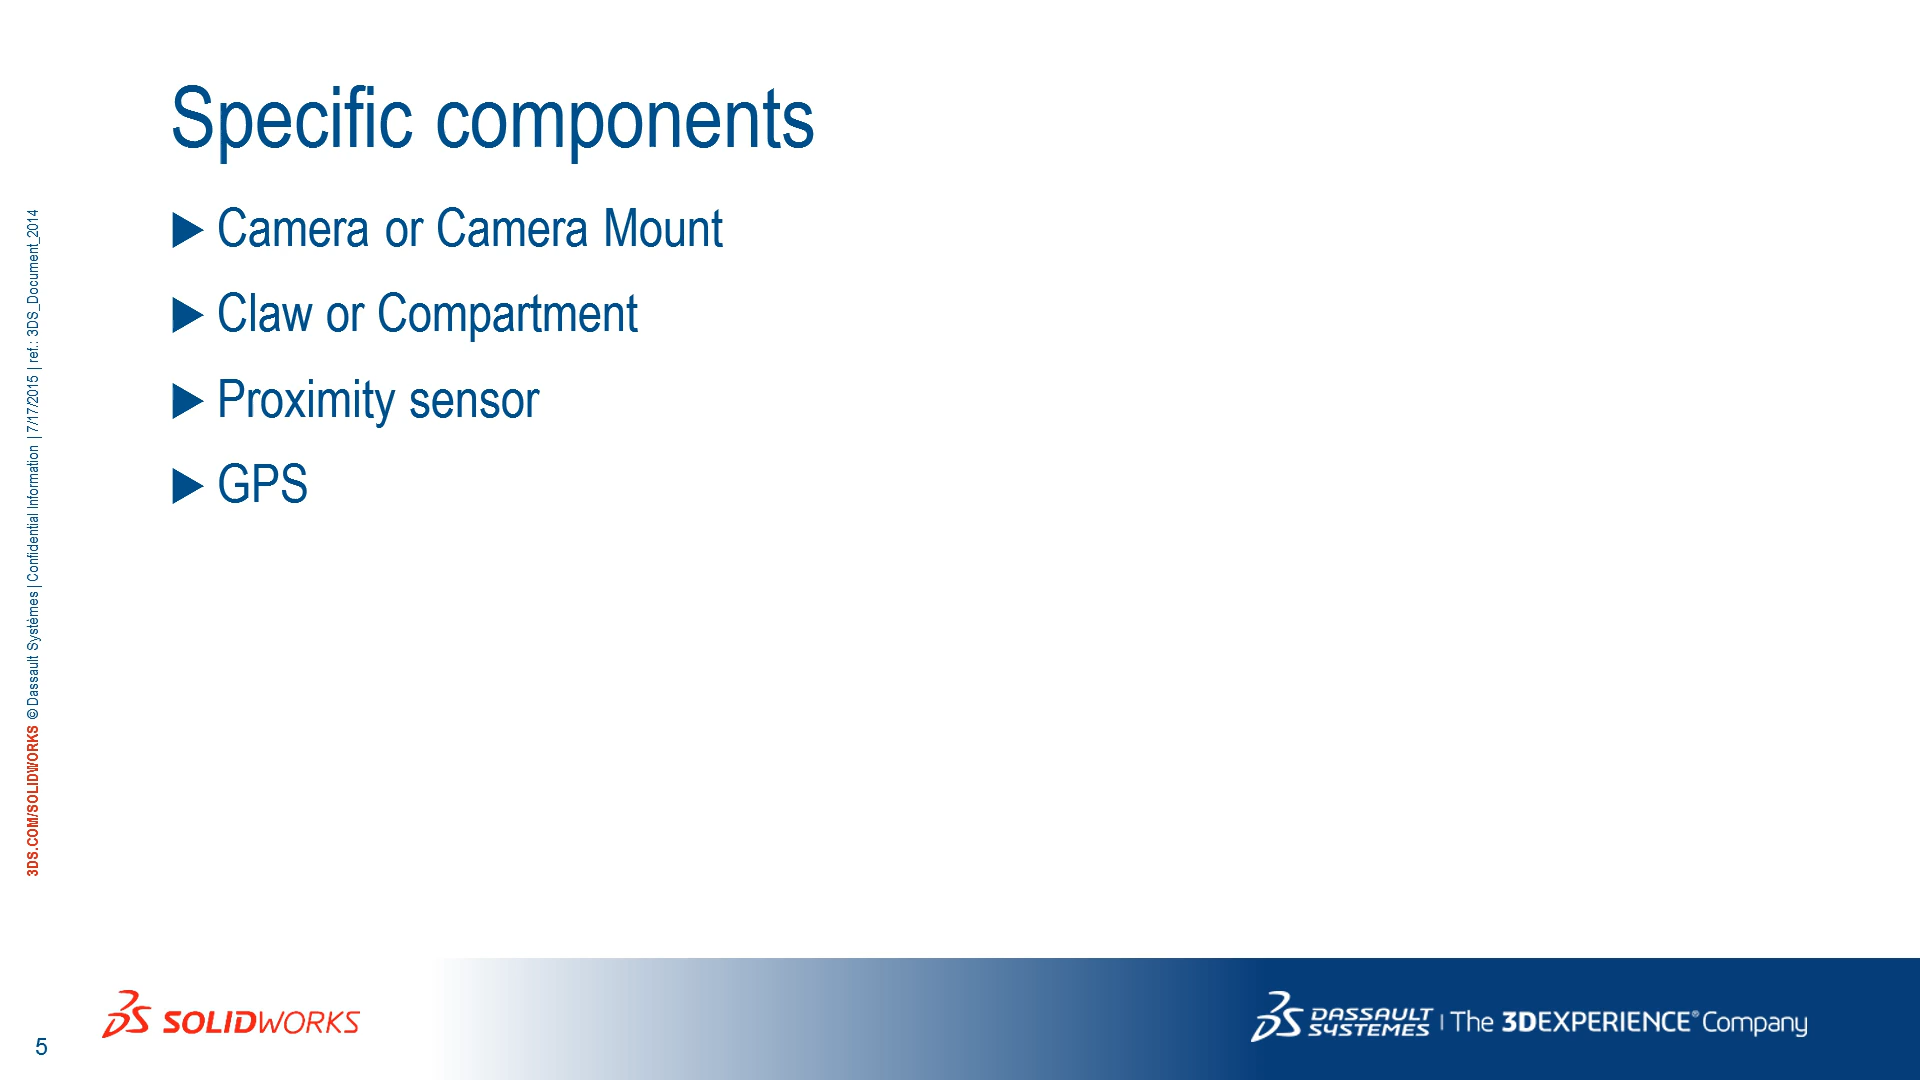 Specific components
Camera or Camera Mount
Claw or Compartment
Proximity sensor
GPS
3DS.COM/SOLIDWORKS © Dassault Systèmes | Confidential Information | 7/17/2015 | ref.: 3DS_Document_2014
5
SOLIDWORKS
DASSAULT SYSTEMES | The 3DEXPERIENCE® Company